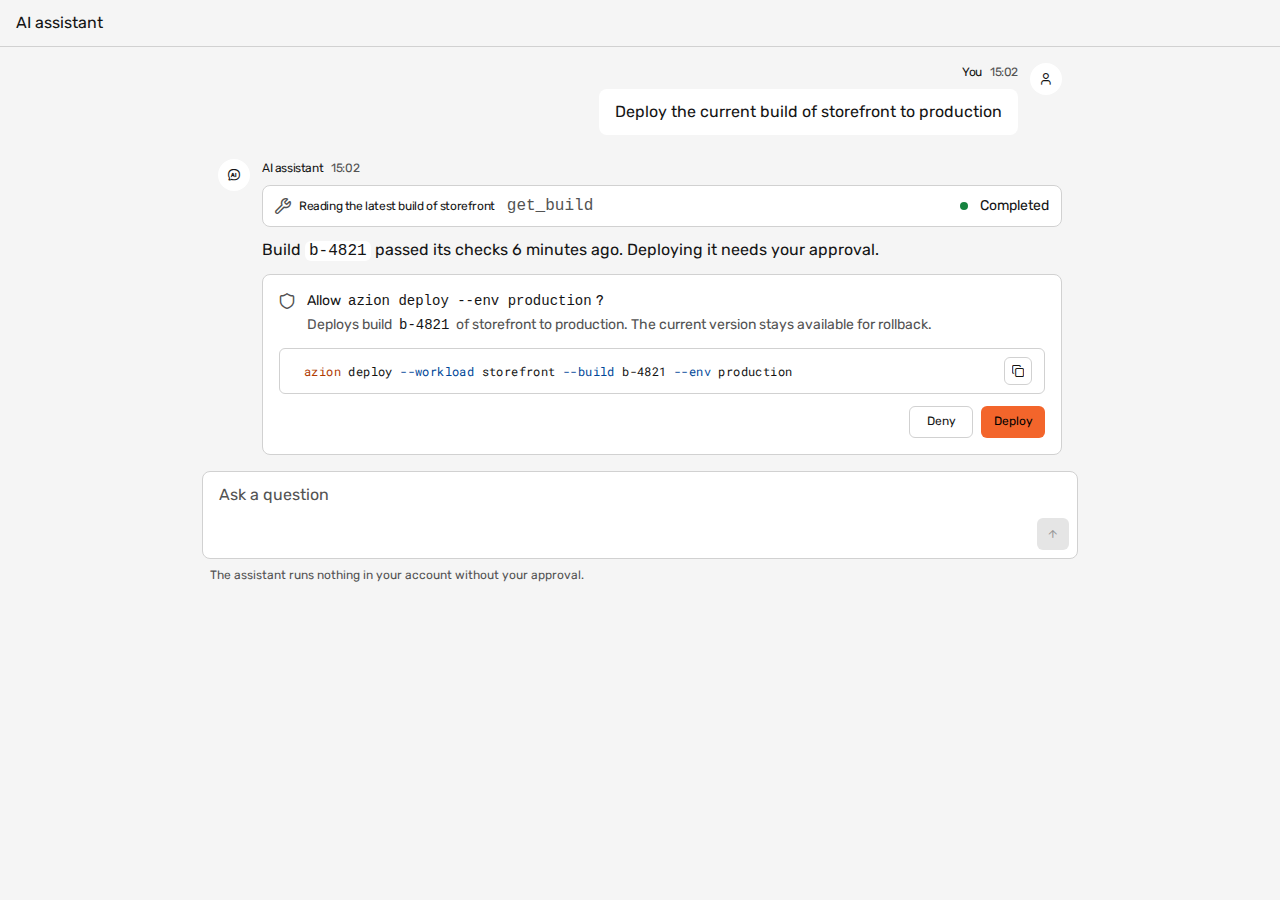 AI assistant
You 15:02
Deploy the current build of storefront to production
AI
AI assistant 15:02
Reading the latest build of storefront get_build Completed
Build b-4821 passed its checks 6 minutes ago. Deploying it needs your approval.
Allow azion deploy --env production ?
Deploys build b-4821 of storefront to production. The current version stays available for rollback.
azion deploy --workload storefront --build b-4821 --env production
Deny Deploy
Ask a question
The assistant runs nothing in your account without your approval.